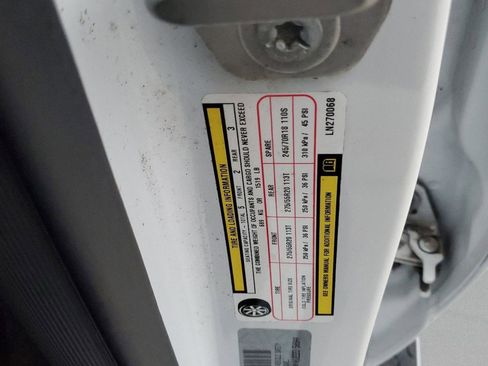 TIRE AND LOADING INFORMATION
SEATING CAPACITY - TOTAL 5 FRONT 2 REAR 3
THE COMBINED WEIGHT OF OCCUPANTS AND CARGO SHOULD NEVER EXCEED
689 KG OR 1519 LB
TIRE FRONT REAR SPARE
ORIGINAL TIRE SIZE 275/55R20 113T 275/55R20 113T 245/70R18 110S
COLD TIRE INFLATION PRESSURE 250 kPa / 36 PSI 250 kPa / 36 PSI 310 kPa / 45 PSI
SEE OWNERS MANUAL FOR ADDITIONAL INFORMATION
LN270068